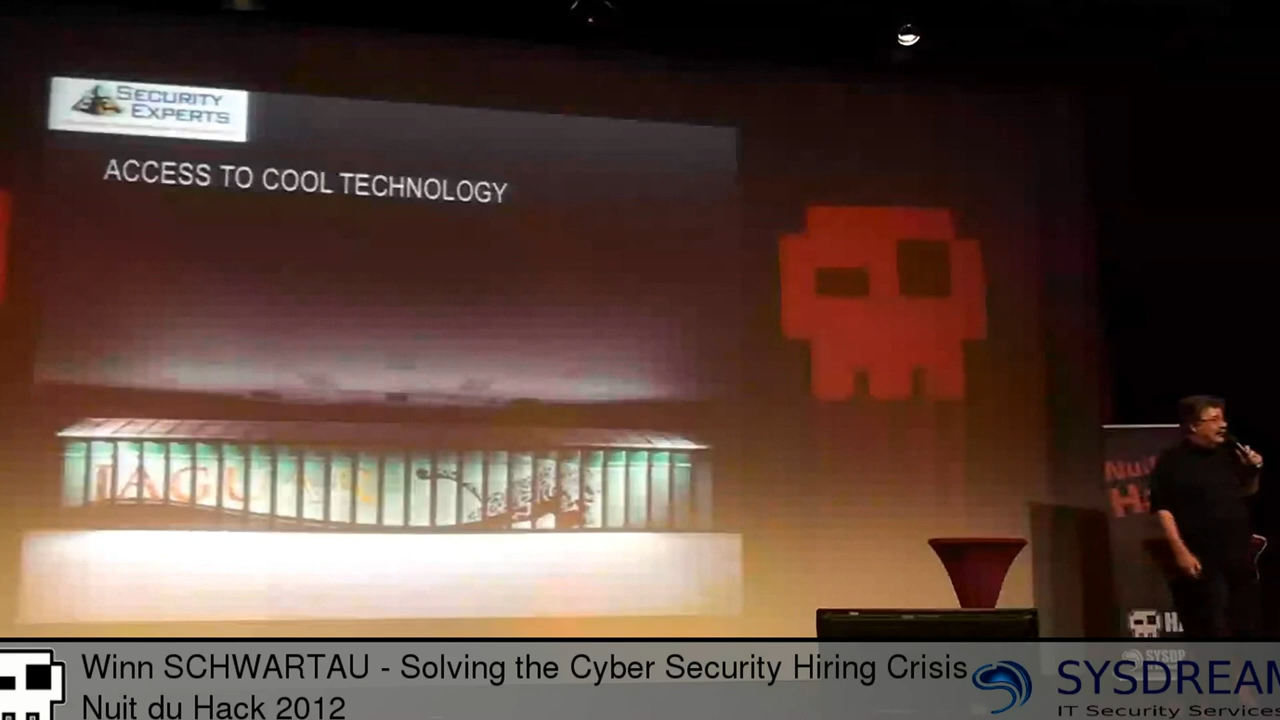 SECURITY
EXPERTS
ACCESS TO COOL TECHNOLOGY
JAGUAR
Winn SCHWARTAU - Solving the Cyber Security Hiring Crisis
Nuit du Hack 2012
SYSDREAM
IT Security Services